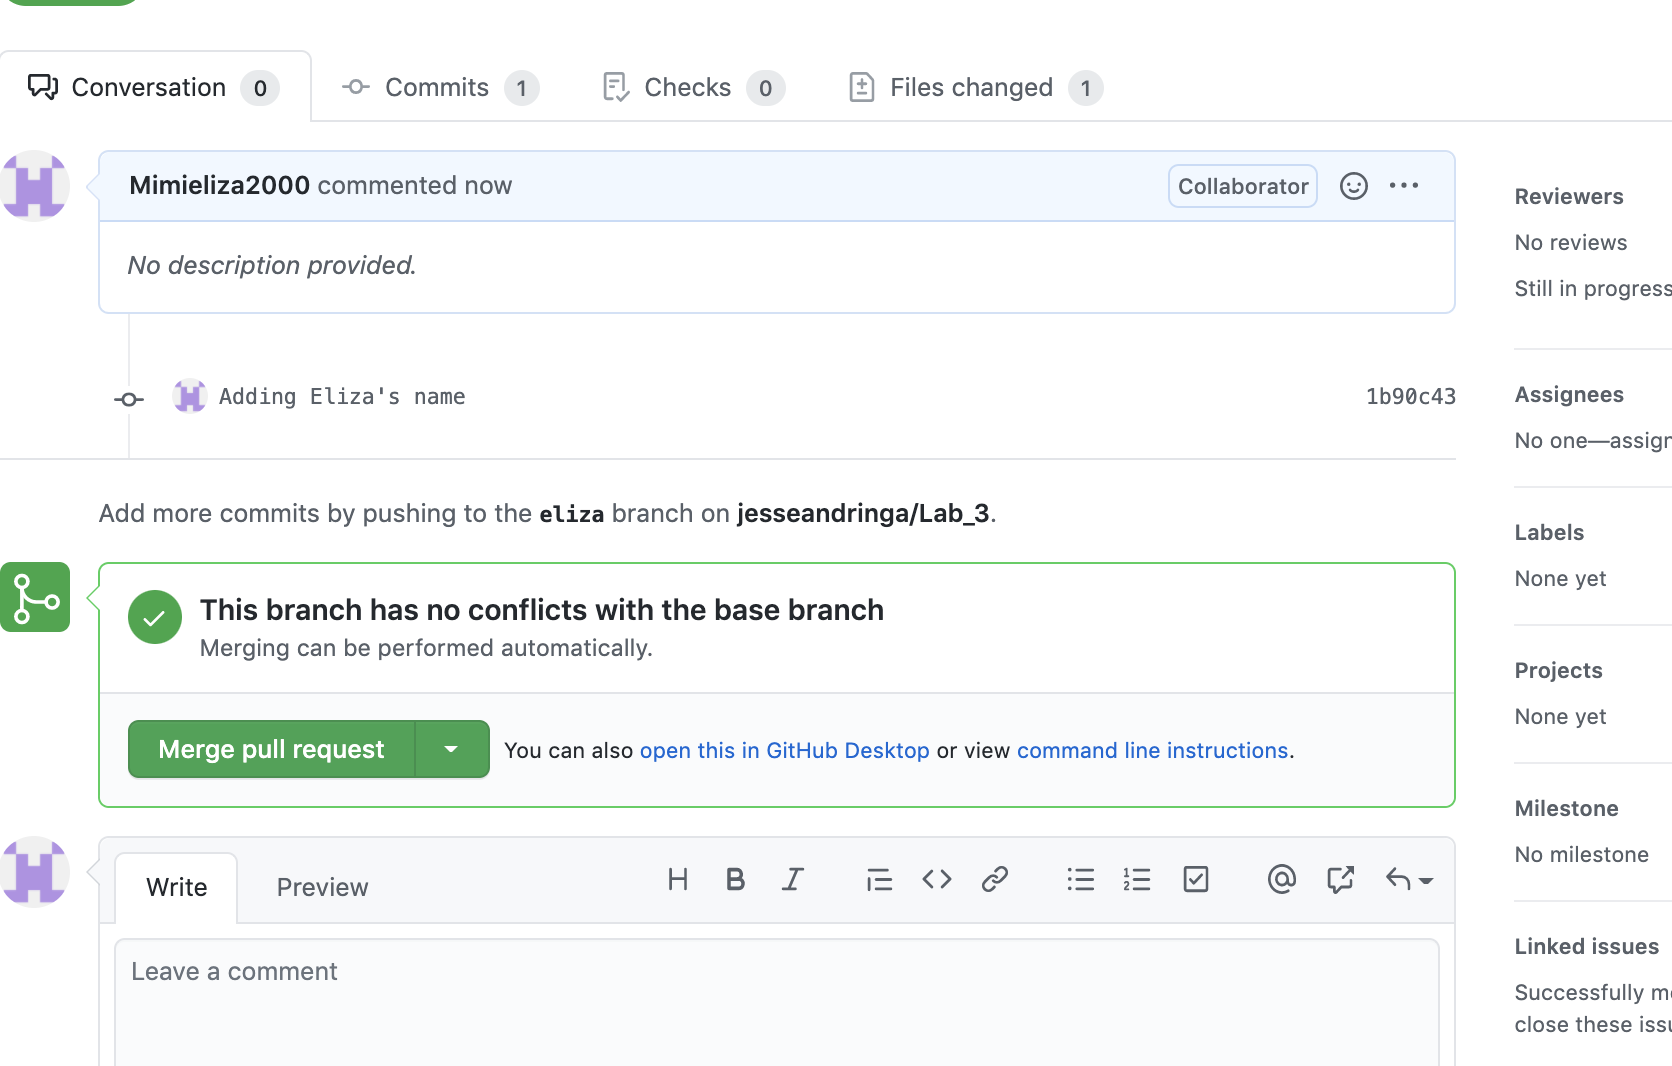 Conversation 0 Commits 1 Checks 0 Files changed 1
Mimieliza2000 commented now Collaborator
No description provided.
Adding Eliza's name 1b90c43
Add more commits by pushing to the eliza branch on jesseandringa/Lab_3.
This branch has no conflicts with the base branch
Merging can be performed automatically.
Merge pull request You can also open this in GitHub Desktop or view command line instructions.
Write Preview
Leave a comment
Reviewers
No reviews
Still in progress
Assignees
No one—assign
Labels
None yet
Projects
None yet
Milestone
No milestone
Linked issues
Successfully
close these